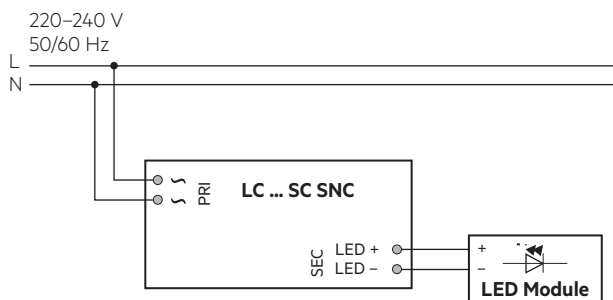 220–240 V
50/60 Hz
L
N
~
~
PRI
LC ... SC SNC
SEC
LED +
LED –
+
–
LED Module